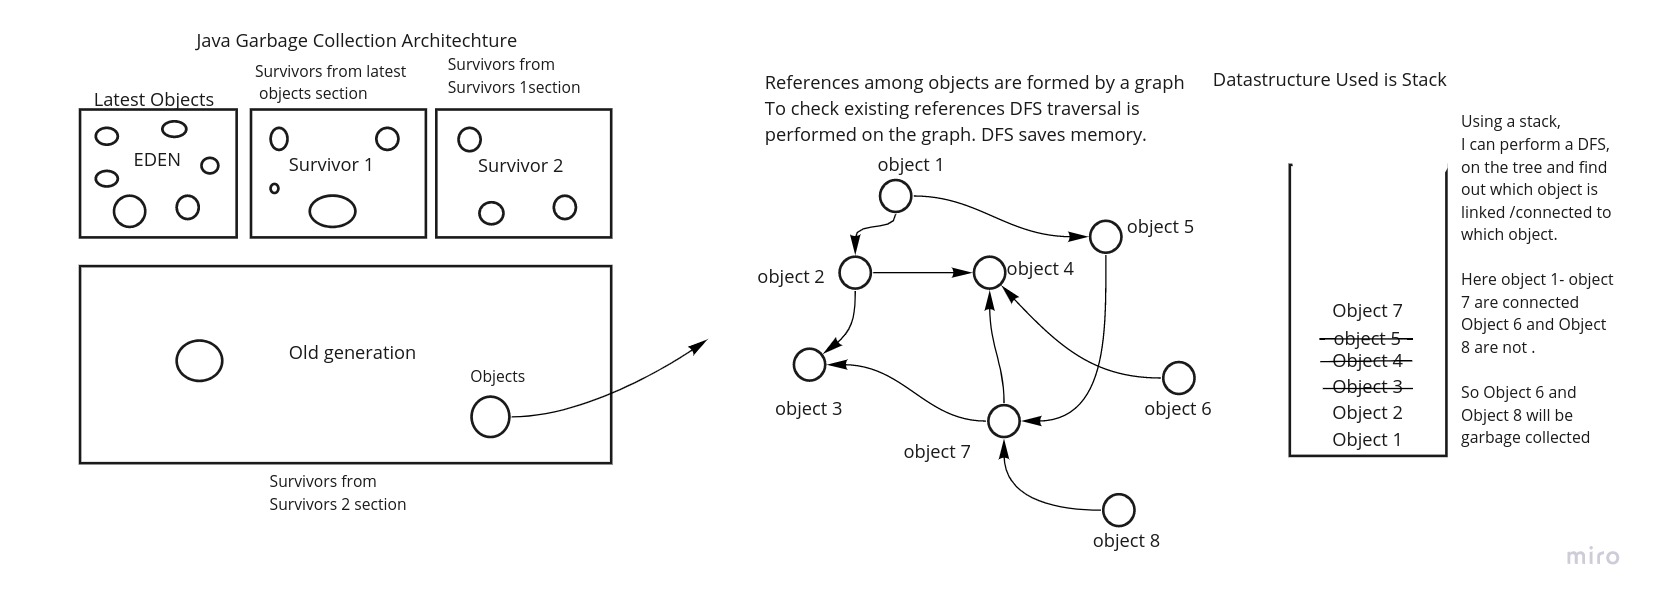 Java Garbage Collection Architechture
Latest Objects
Survivors from latest
objects section
Survivors from
Survivors 1section
EDEN
Survivor 1
Survivor 2
Old generation
Objects
Survivors from
Survivors 2 section
References among objects are formed by a graph
To check existing references DFS traversal is
performed on the graph. DFS saves memory.
object 1
object 5
object 2
object 4
object 3
object 6
object 7
object 8
Datastructure Used is Stack
Object 7
object 5
Object 4
Object 3
Object 2
Object 1
Using a stack,
I can perform a DFS,
on the tree and find
out which object is
linked /connected to
which object.
Here object 1- object
7 are connected
Object 6 and Object
8 are not .
So Object 6 and
Object 8 will be
garbage collected
miro